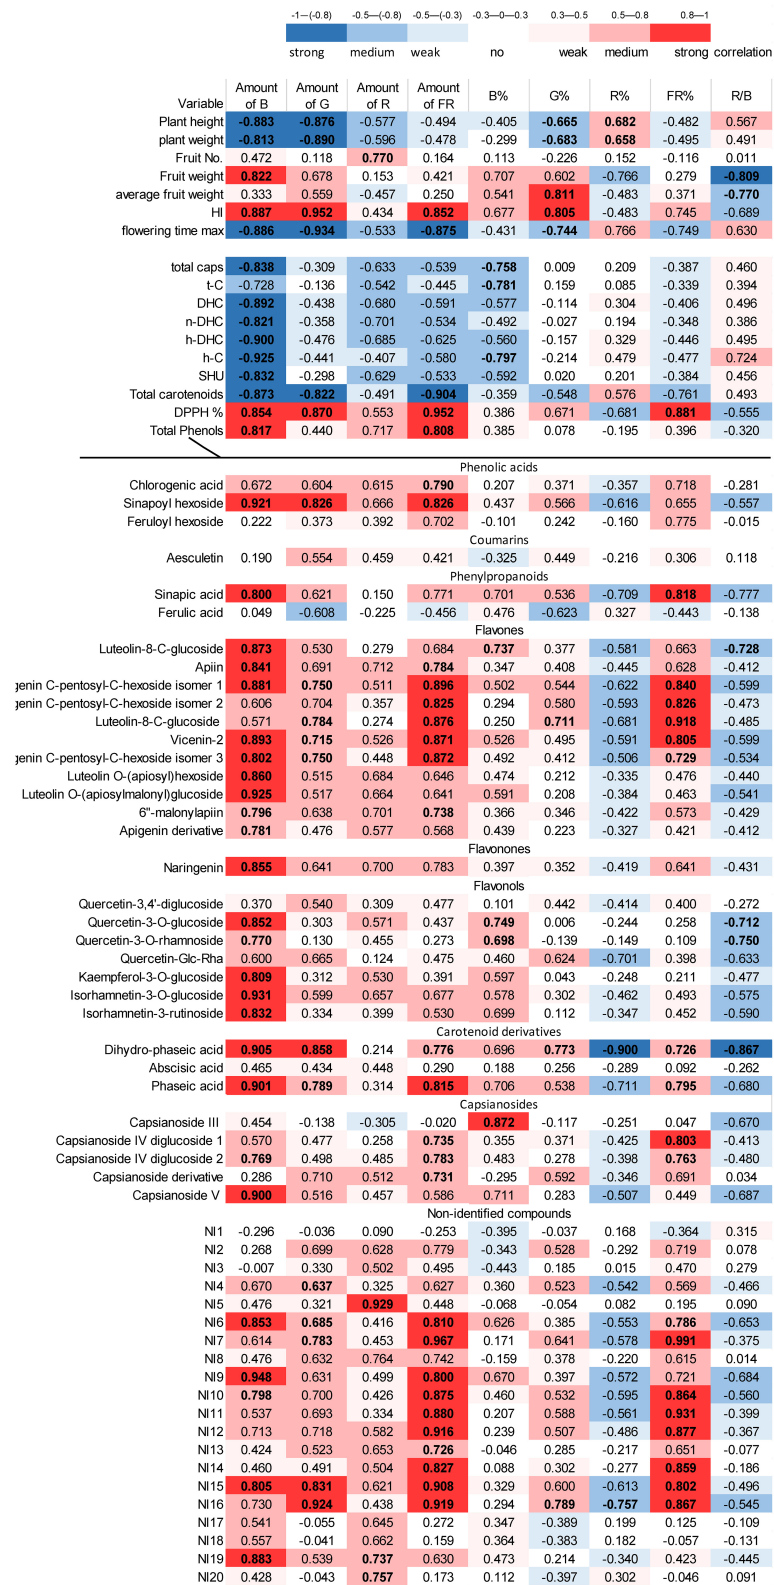 -1—(-0.8) -0.5—(-0.8) -0.5—(-0.3) -0.3—0—0.3 0.3—0.5 0.5—0.8 0.8—1
strong medium weak no weak medium strong correlation
Variable Amount of B Amount of G Amount of R Amount of FR B% G% R% FR% R/B
Plant height -0.883 -0.876 -0.577 -0.494 -0.405 -0.665 0.682 -0.482 0.567
plant weight -0.813 -0.890 -0.596 -0.478 -0.299 -0.683 0.658 -0.495 0.491
Fruit No. 0.472 0.118 0.770 0.164 0.113 -0.226 0.152 -0.116 0.011
Fruit weight 0.822 0.678 0.153 0.421 0.707 0.602 -0.766 0.279 -0.809
average fruit weight 0.333 0.559 -0.457 0.250 0.541 0.811 -0.483 0.371 -0.770
HI 0.887 0.952 0.434 0.852 0.677 0.805 -0.483 0.745 -0.689
flowering time max -0.886 -0.934 -0.533 -0.875 -0.431 -0.744 0.766 -0.749 0.630
total caps -0.838 -0.309 -0.633 -0.539 -0.758 0.009 0.209 -0.387 0.460
t-C -0.728 -0.136 -0.542 -0.445 -0.781 0.159 0.085 -0.339 0.394
DHC -0.892 -0.438 -0.680 -0.591 -0.577 -0.114 0.304 -0.406 0.496
n-DHC -0.821 -0.358 -0.701 -0.534 -0.492 -0.027 0.194 -0.348 0.386
h-DHC -0.900 -0.476 -0.685 -0.625 -0.560 -0.157 0.329 -0.446 0.495
h-C -0.925 -0.441 -0.407 -0.580 -0.797 -0.214 0.479 -0.477 0.724
SHU -0.832 -0.298 -0.629 -0.533 -0.592 0.020 0.201 -0.384 0.456
Total carotenoids -0.873 -0.822 -0.491 -0.904 -0.359 -0.548 0.576 -0.761 0.493
DPPH % 0.854 0.870 0.553 0.952 0.386 0.671 -0.681 0.881 -0.555
Total Phenols 0.817 0.440 0.717 0.808 0.385 0.078 -0.195 0.396 -0.320
Phenolic acids
Chlorogenic acid 0.672 0.604 0.615 0.790 0.207 0.371 -0.357 0.718 -0.281
Sinapoyl hexoside 0.921 0.826 0.666 0.826 0.437 0.566 -0.616 0.655 -0.557
Feruloyl hexoside 0.222 0.373 0.392 0.702 -0.101 0.242 -0.160 0.775 -0.015
Coumarins
Aesculetin 0.190 0.554 0.459 0.421 -0.325 0.449 -0.216 0.306 0.118
Phenylpropanoids
Sinapic acid 0.800 0.621 0.150 0.771 0.701 0.536 -0.709 0.818 -0.777
Ferulic acid 0.049 -0.608 -0.225 -0.456 0.476 -0.623 0.327 -0.443 -0.138
Flavones
Luteolin-8-C-glucoside 0.873 0.530 0.279 0.684 0.737 0.377 -0.581 0.663 -0.728
Apiin 0.841 0.691 0.712 0.784 0.347 0.408 -0.445 0.628 -0.412
genin C-pentosyl-C-hexoside isomer 1 0.881 0.750 0.511 0.896 0.502 0.544 -0.622 0.840 -0.599
genin C-pentosyl-C-hexoside isomer 2 0.606 0.704 0.357 0.825 0.294 0.580 -0.593 0.826 -0.473
Luteolin-8-C-glucoside 0.571 0.784 0.274 0.876 0.250 0.711 -0.681 0.918 -0.485
Vicenin-2 0.893 0.715 0.526 0.871 0.526 0.495 -0.591 0.805 -0.599
genin C-pentosyl-C-hexoside isomer 3 0.802 0.750 0.448 0.872 0.492 0.412 -0.506 0.729 -0.534
Luteolin O-(apiosyl)hexoside 0.860 0.515 0.684 0.646 0.474 0.212 -0.335 0.476 -0.440
Luteolin O-(apiosylmalonyl)glucoside 0.925 0.517 0.664 0.641 0.591 0.208 -0.384 0.463 -0.541
6"-malonylapiin 0.796 0.638 0.701 0.738 0.366 0.346 -0.422 0.573 -0.429
Apigenin derivative 0.781 0.476 0.577 0.568 0.439 0.223 -0.327 0.421 -0.412
Flavonones
Naringenin 0.855 0.641 0.700 0.783 0.397 0.352 -0.419 0.641 -0.431
Flavonols
Quercetin-3,4'-diglucoside 0.370 0.540 0.309 0.477 0.101 0.442 -0.414 0.400 -0.272
Quercetin-3-O-glucoside 0.852 0.303 0.571 0.437 0.749 0.006 -0.244 0.258 -0.712
Quercetin-3-O-rhamnoside 0.770 0.130 0.455 0.273 0.698 -0.139 -0.149 0.109 -0.750
Quercetin-Glc-Rha 0.600 0.665 0.124 0.475 0.460 0.624 -0.701 0.398 -0.633
Kaempferol-3-O-glucoside 0.809 0.312 0.530 0.391 0.597 0.043 -0.248 0.211 -0.477
Isorhamnetin-3-O-glucoside 0.931 0.599 0.657 0.677 0.578 0.302 -0.462 0.493 -0.575
Isorhamnetin-3-rutinoside 0.832 0.334 0.399 0.530 0.699 0.112 -0.347 0.452 -0.590
Carotenoid derivatives
Dihydro-phaseic acid 0.905 0.858 0.214 0.776 0.696 0.773 -0.900 0.726 -0.867
Abscisic acid 0.465 0.434 0.448 0.290 0.188 0.256 -0.289 0.092 -0.262
Phaseic acid 0.901 0.789 0.314 0.815 0.706 0.538 -0.711 0.795 -0.680
Capsianosides
Capsianoside III 0.454 -0.138 -0.305 -0.020 0.872 -0.117 -0.251 0.047 -0.670
Capsianoside IV diglucoside 1 0.570 0.477 0.258 0.735 0.355 0.371 -0.425 0.803 -0.413
Capsianoside IV diglucoside 2 0.769 0.498 0.485 0.783 0.483 0.278 -0.398 0.763 -0.480
Capsianoside derivative 0.286 0.710 0.512 0.731 -0.295 0.592 -0.346 0.691 0.034
Capsianoside V 0.900 0.516 0.457 0.586 0.711 0.283 -0.507 0.449 -0.687
Non-identified compounds
NI1 -0.296 -0.036 0.090 -0.253 -0.395 -0.037 0.168 -0.364 0.315
NI2 0.268 0.699 0.628 0.779 -0.343 0.528 -0.292 0.719 0.078
NI3 -0.007 0.330 0.502 0.495 -0.443 0.185 0.015 0.470 0.279
NI4 0.670 0.637 0.325 0.627 0.360 0.523 -0.542 0.569 -0.466
NI5 0.476 0.321 0.929 0.448 -0.068 -0.054 0.082 0.195 0.090
NI6 0.853 0.685 0.416 0.810 0.626 0.385 -0.553 0.786 -0.653
NI7 0.614 0.783 0.453 0.967 0.171 0.641 -0.578 0.991 -0.375
NI8 0.476 0.632 0.764 0.742 -0.159 0.378 -0.220 0.615 0.014
NI9 0.948 0.631 0.499 0.800 0.670 0.397 -0.572 0.721 -0.684
NI10 0.798 0.700 0.426 0.875 0.460 0.532 -0.595 0.864 -0.560
NI11 0.537 0.693 0.334 0.880 0.207 0.588 -0.561 0.931 -0.399
NI12 0.713 0.718 0.582 0.916 0.239 0.507 -0.486 0.877 -0.367
NI13 0.424 0.523 0.653 0.726 -0.046 0.285 -0.217 0.651 -0.077
NI14 0.460 0.491 0.504 0.827 0.088 0.302 -0.277 0.859 -0.186
NI15 0.805 0.831 0.621 0.908 0.329 0.600 -0.613 0.802 -0.496
NI16 0.730 0.924 0.438 0.919 0.294 0.789 -0.757 0.867 -0.545
NI17 0.541 -0.055 0.645 0.272 0.347 -0.389 0.199 0.125 -0.109
NI18 0.557 -0.041 0.662 0.159 0.364 -0.383 0.182 -0.057 -0.131
NI19 0.883 0.539 0.737 0.630 0.473 0.214 -0.340 0.423 -0.445
NI20 0.428 -0.043 0.757 0.173 0.112 -0.397 0.302 -0.046 0.091